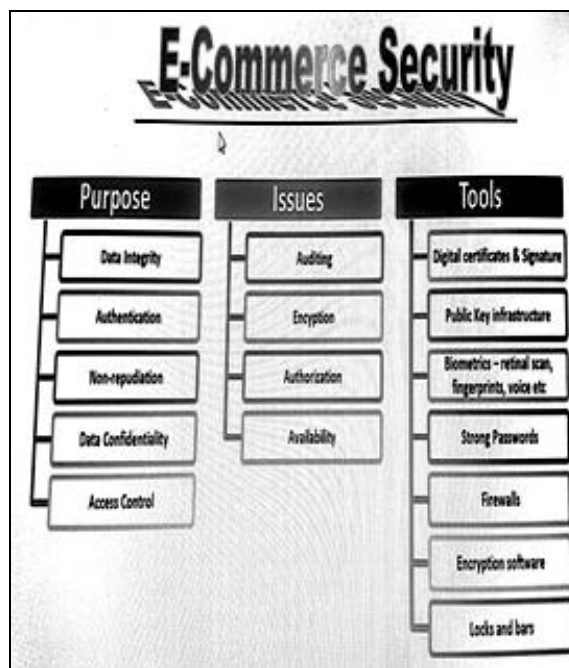 E-Commerce Security
Purpose
Data Integrity
Authentication
Non-repudiation
Data Confidentiality
Access Control
Issues
Auditing
Encyption
Authorization
Availability
Tools
Digital certificates & Signature
Public Key infrastructure
Biometrics – retinal scan,
fingerprints, voice etc
Strong Passwords
Firewalls
Encryption software
Locks and bars